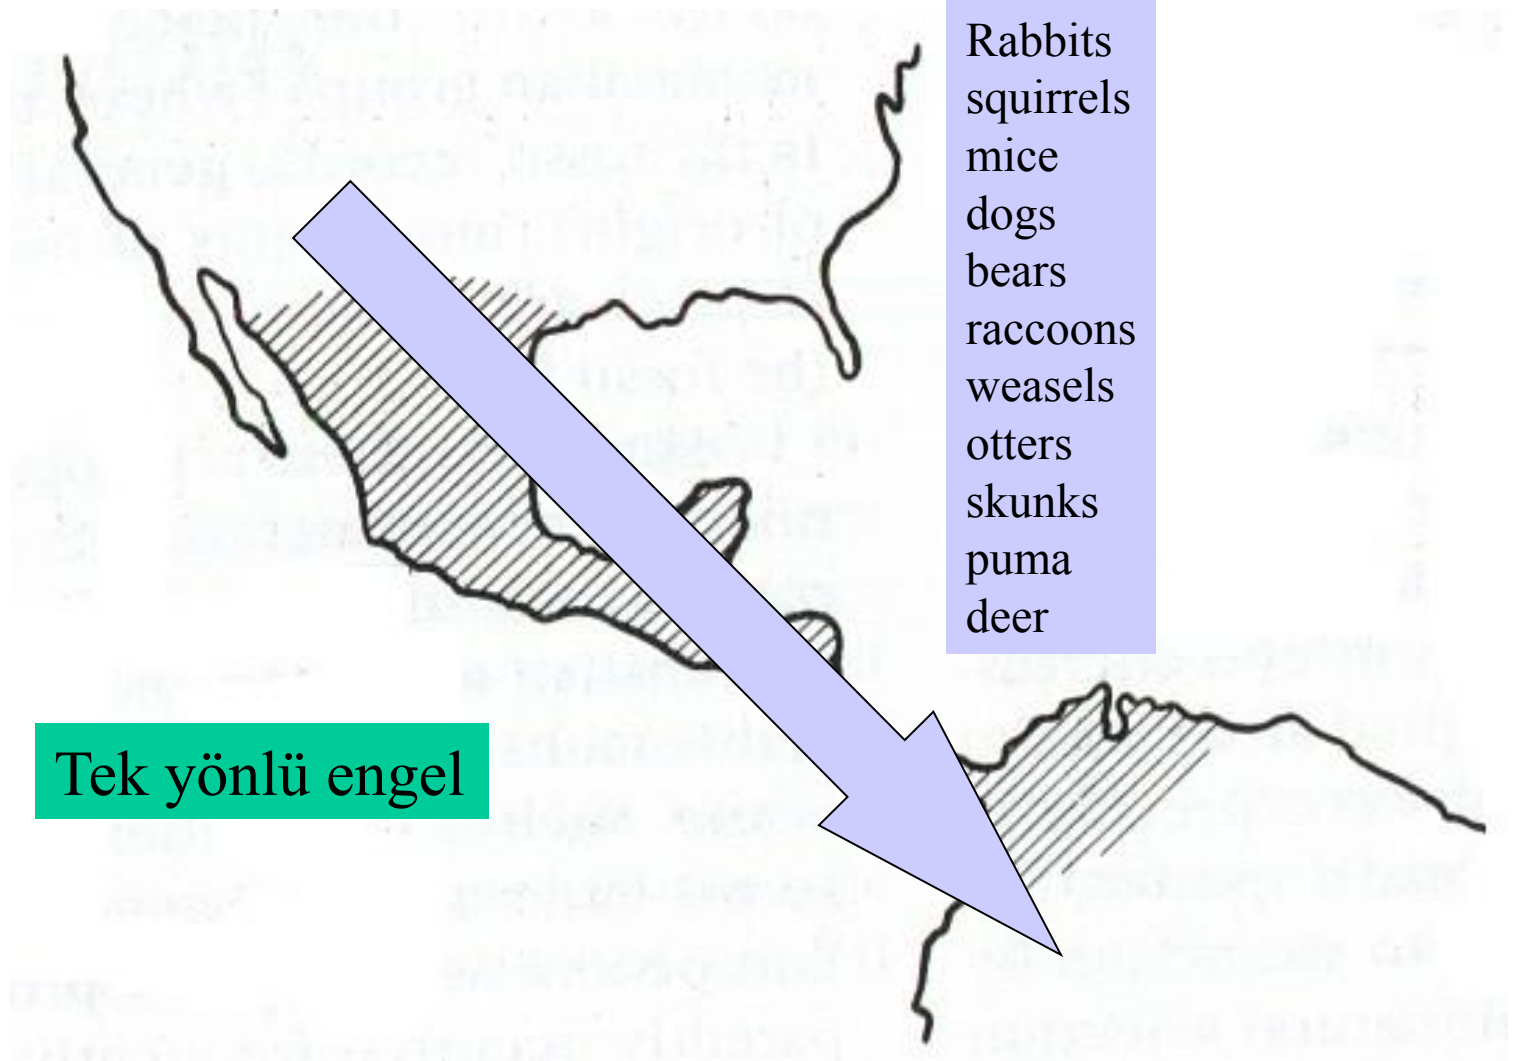 Rabbits
squirrels
mice
dogs
bears
raccoons
weasels
otters
skunks
puma
deer
Tek yönlü engel